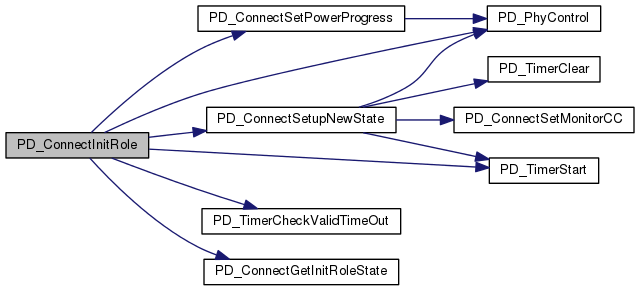 PD_ConnectSetPowerProgress
PD_PhyControl
PD_TimerClear
PD_ConnectSetupNewState
PD_ConnectSetMonitorCC
PD_ConnectInitRole
PD_TimerStart
PD_TimerCheckValidTimeOut
PD_ConnectGetInitRoleState